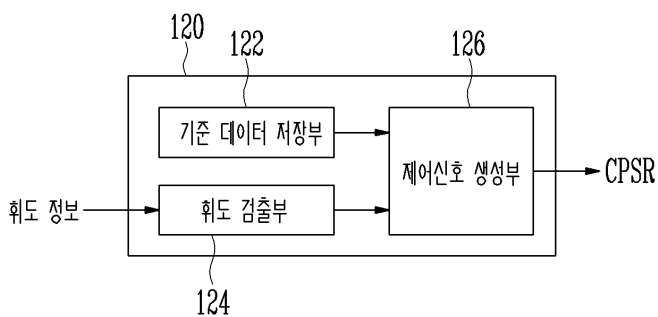 120
122
126
기준 데이터 저장부
제어신호 생성부
CPSR
휘도 정보
휘도 검출부
124